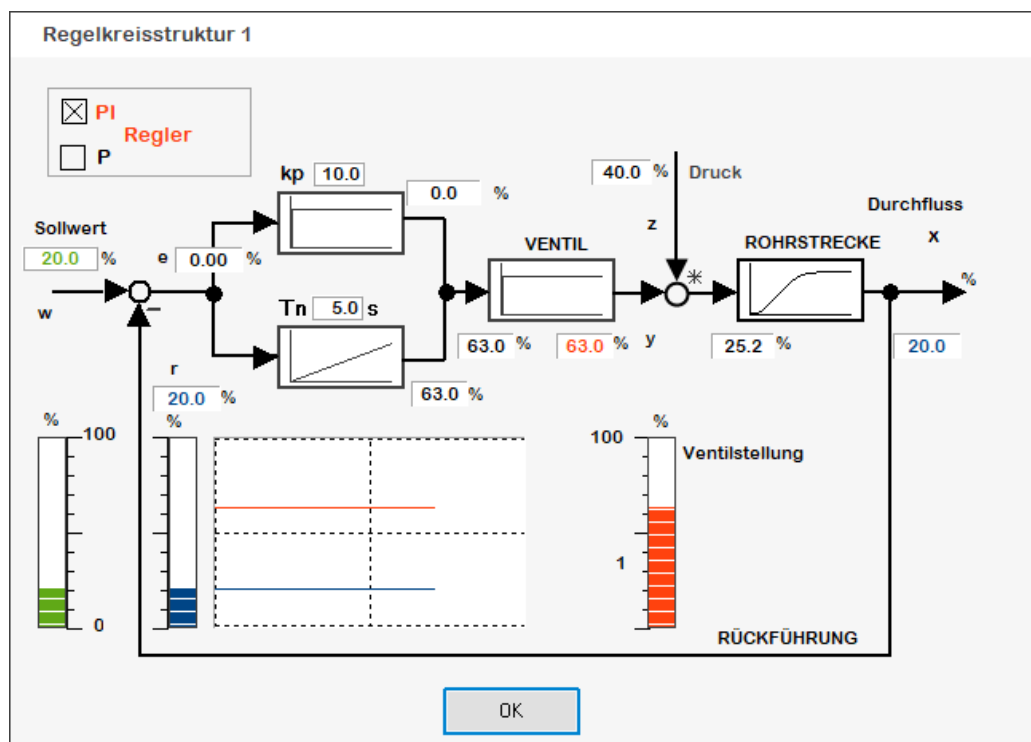 Regelkreisstruktur 1
PI
Regler
P
kp 10.0
0.0 %
40.0 % Druck
Durchfluss
x
Sollwert
20.0 %
e 0.00 %
z
VENTIL
ROHRSTRECKE
*
%
w
–
Tn 5.0 s
63.0 %
63.0 % y
25.2 %
20.0
r
20.0 %
63.0 %
%
100
0
%
100
1
%
Ventilstellung
RÜCKFÜHRUNG
OK